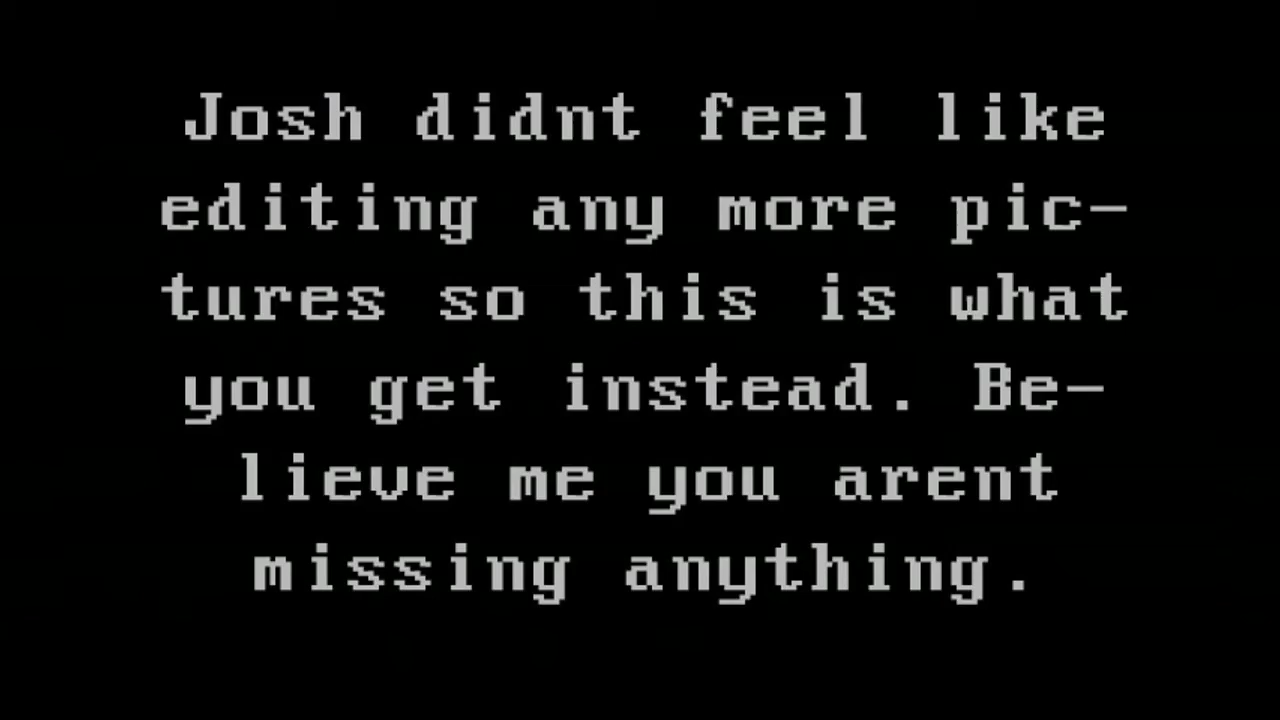 Josh didnt feel like
editing any more pic-
tures so this is what
you get instead. Be-
lieve me you arent
missing anything.